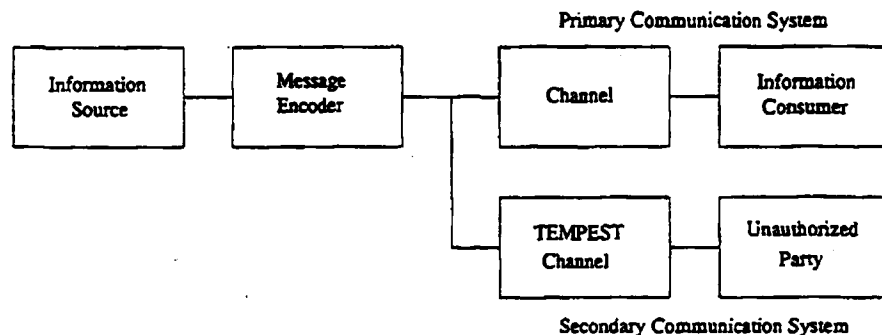 Primary Communication System
Information
Source
Message
Encoder
Channel
Information
Consumer
TEMPEST
Channel
Unauthorized
Party
Secondary Communication System